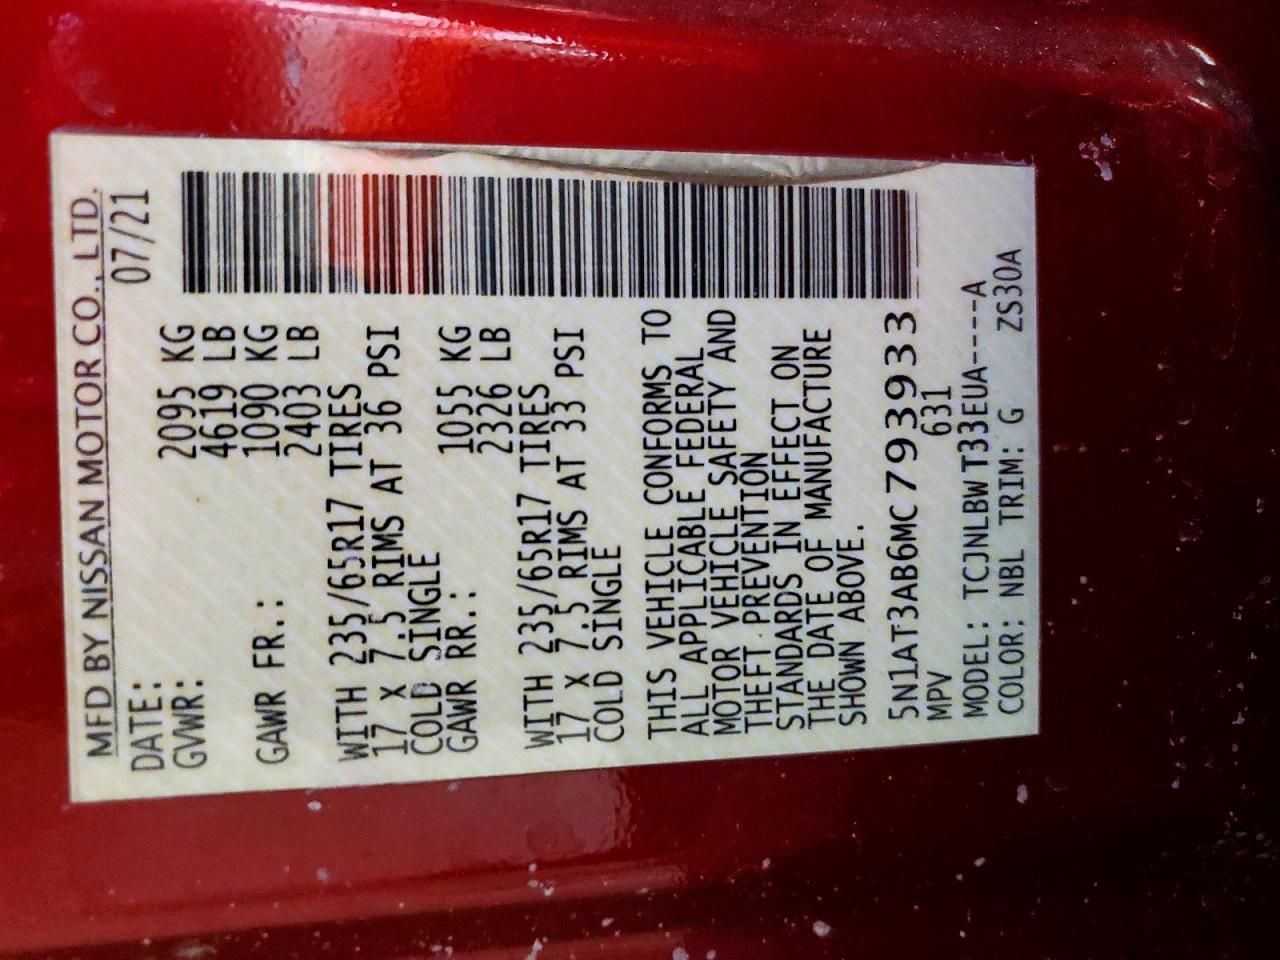 MFD BY NISSAN MOTOR CO., LTD.
DATE: 07/21
GVWR: 2095 KG
4619 LB
GAWR FR.: 1090 KG
2403 LB
WITH 235/65R17 TIRES
17 X 7.5 RIMS AT 36 PSI
COLD SINGLE
GAWR RR.: 1055 KG
2326 LB
WITH 235/65R17 TIRES
17 X 7.5 RIMS AT 33 PSI
COLD SINGLE
THIS VEHICLE CONFORMS TO
ALL APPLICABLE FEDERAL
MOTOR VEHICLE SAFETY AND
THEFT PREVENTION
STANDARDS IN EFFECT ON
THE DATE OF MANUFACTURE
SHOWN ABOVE.
5N1AT3AB6MC793933
MPV 631
MODEL: TCJNLBWT33EUA-----A
COLOR: NBL TRIM: G ZS30A